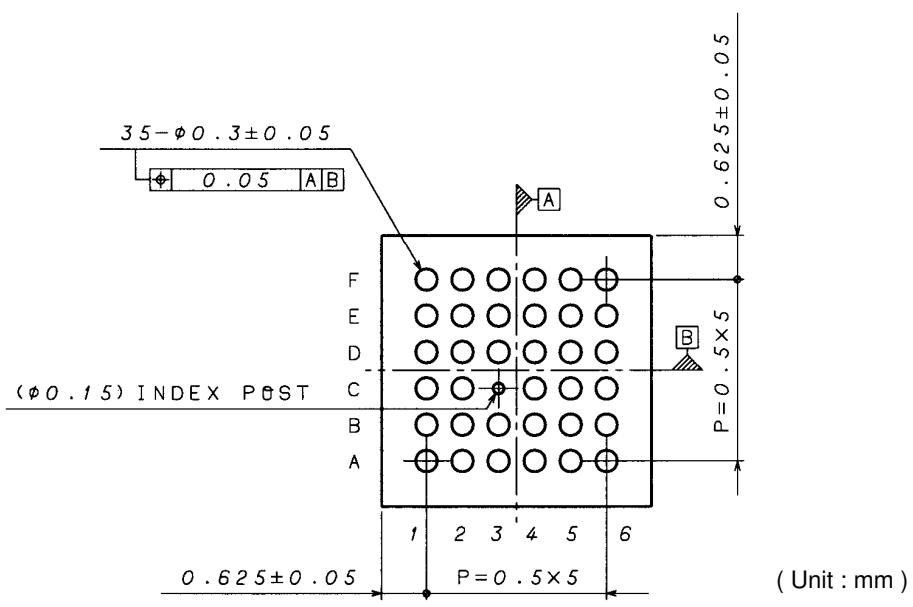 0.625±0.05
35-φ0.3±0.05
⌖ 0.05 A B
A
F
E
D
B
P=0.5×5
C
(φ0.15) INDEX POST
B
A
1 2 3 4 5 6
0.625±0.05 P=0.5×5
( Unit : mm )